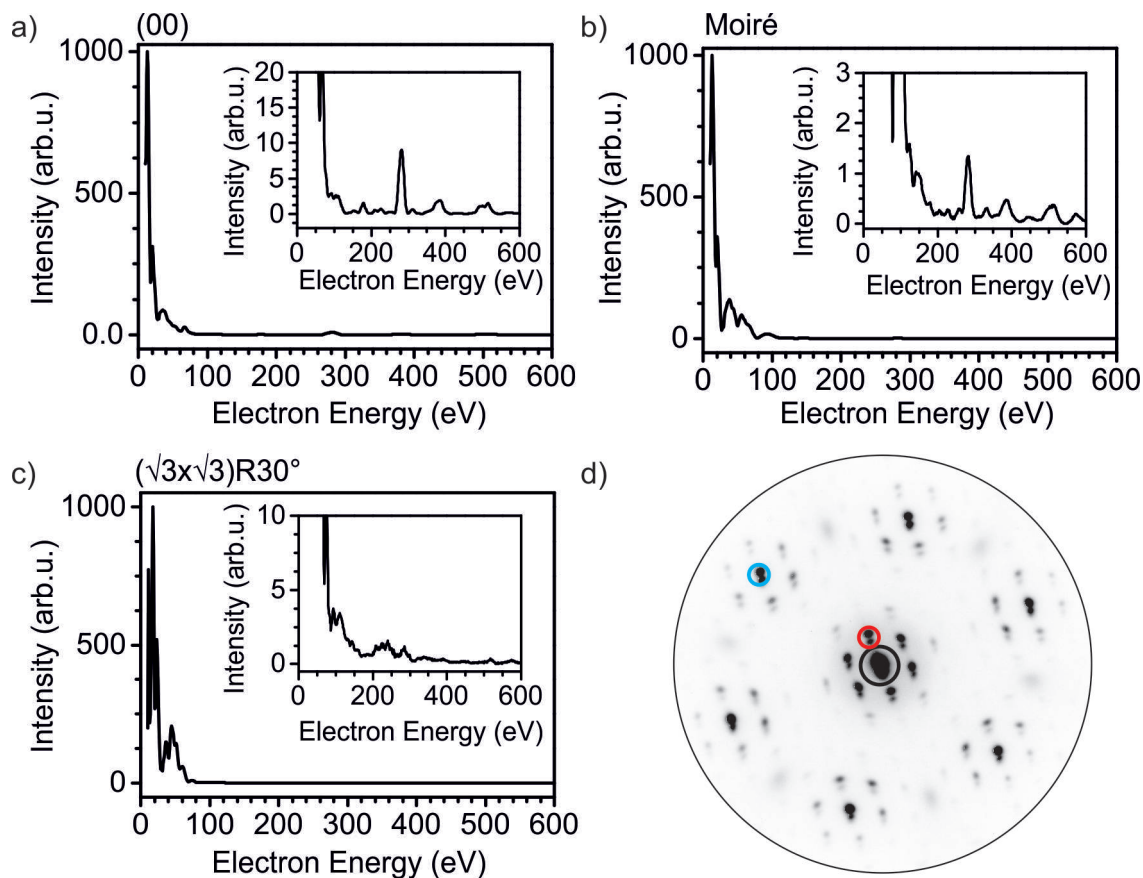 a) (00)
1000
500
0.0
Intensity (arb.u.)
0 100 200 300 400 500 600
Electron Energy (eV)
20
15
10
5
0
Intensity (arb.u.)
0 200 400 600
Electron Energy (eV)
b) Moiré
1000
500
0
Intensity (arb.u.)
0 100 200 300 400 500 600
Electron Energy (eV)
3
2
1
0
Intensity (arb.u.)
0 200 400 600
Electron Energy (eV)
c) (√3x√3)R30°
1000
500
0
Intensity (arb.u.)
0 100 200 300 400 500 600
Electron Energy (eV)
10
5
0
Intensity (arb.u.)
0 200 400 600
Electron Energy (eV)
d)